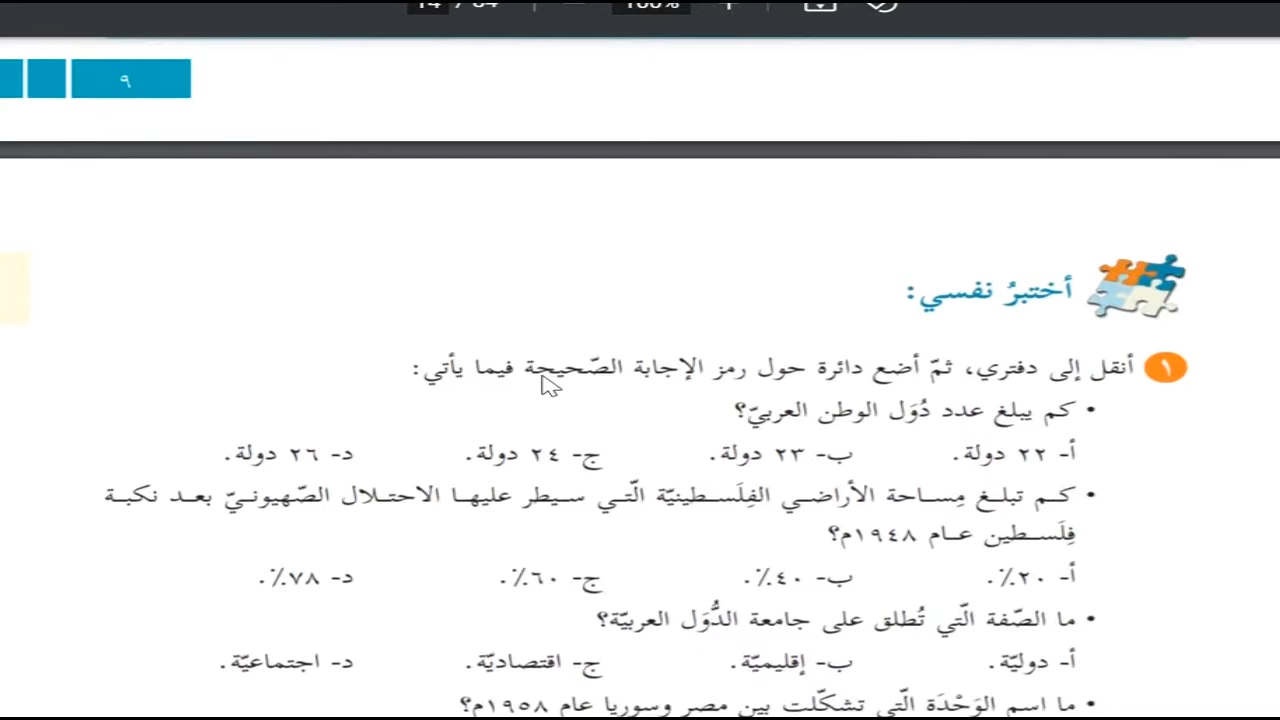 ٩
أختبرُ نفسي:
١ أنقل إلى دفتري، ثمّ أضع دائرة حول رمز الإجابة الصّحيحة فيما يأتي:
• كم يبلغ عدد دُوَل الوطن العربيّ؟
أ- ٢٢ دولة. ب- ٢٣ دولة. ج- ٢٤ دولة. د- ٢٦ دولة.
• كم تبلغ مِساحة الأراضي الفِلَسطينيّة الّتي سيطر عليها الاحتلال الصّهيونيّ بعد نكبة
فِلَسطين عام ١٩٤٨م؟
أ- ٢٠٪. ب- ٤٠٪. ج- ٦٠٪. د- ٧٨٪.
• ما الصّفة الّتي تُطلق على جامعة الدُّوَل العربيّة؟
أ- دوليّة. ب- إقليميّة. ج- اقتصاديّة. د- اجتماعيّة.
• ما اسم الوَحْدَة الّتي تشكّلت بين مصر وسوريا عام ١٩٥٨م؟